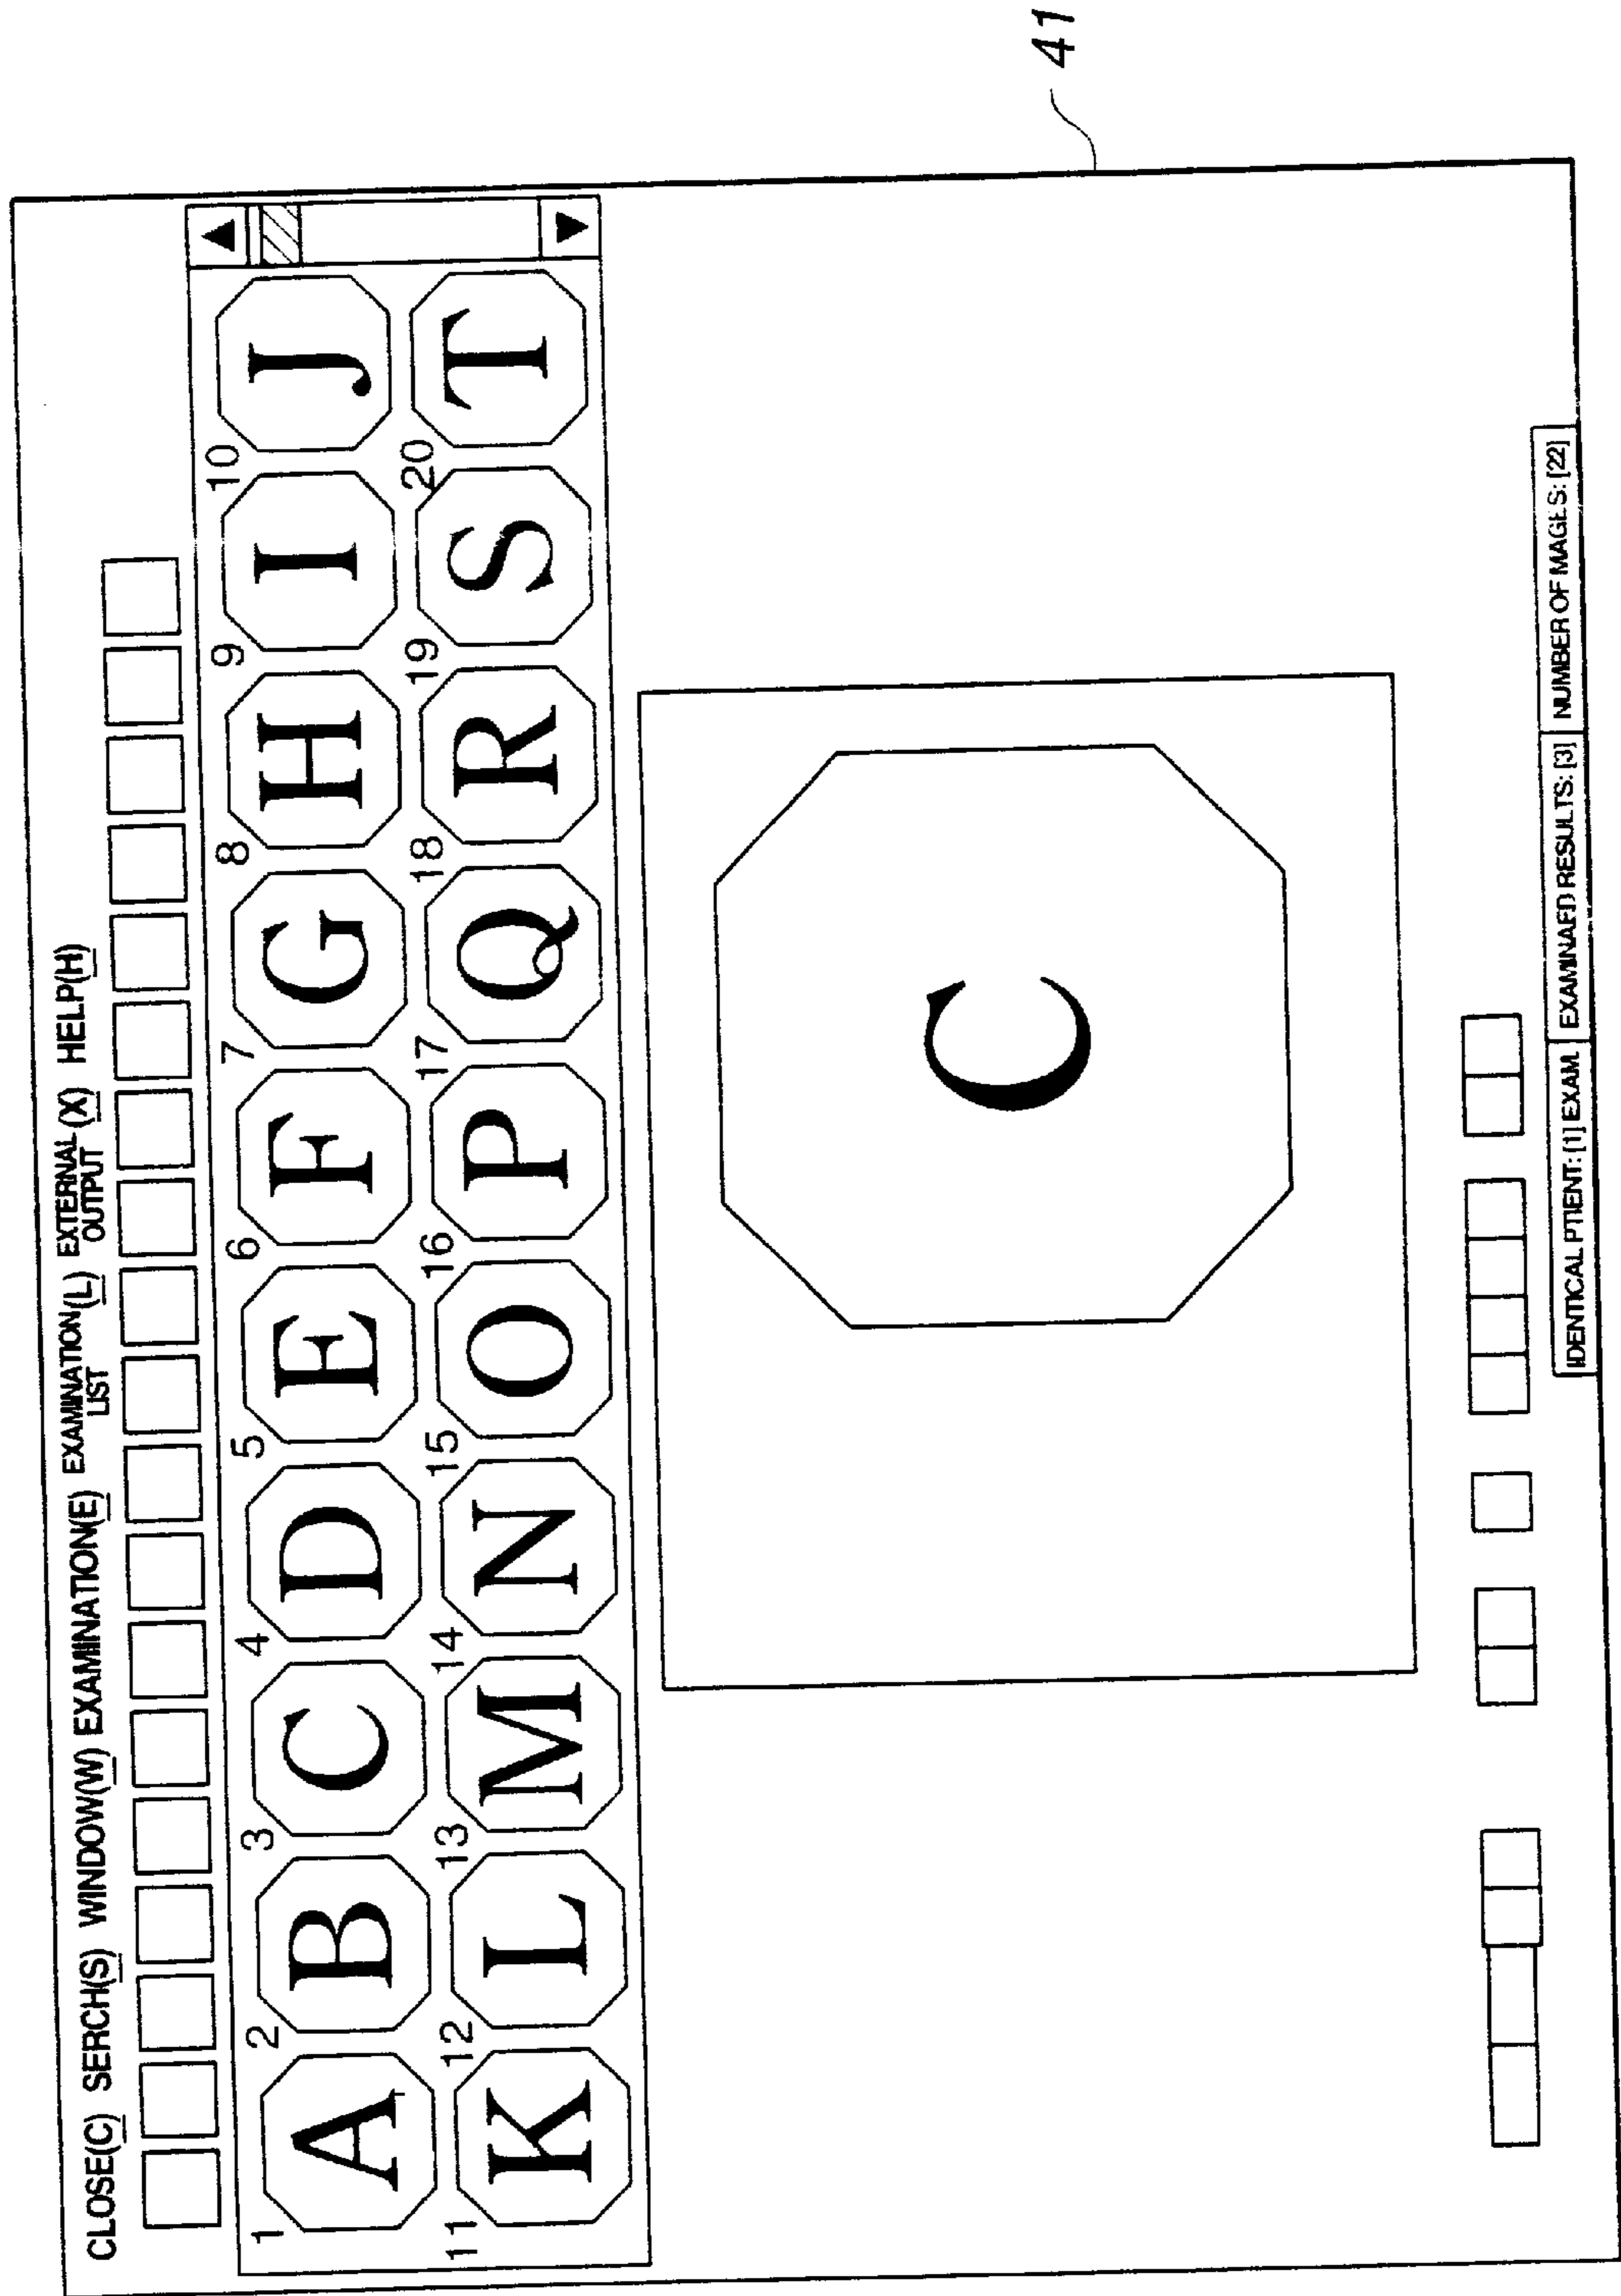 CLOSE(C) SERCH(S) WINDOW(W) EXAMINATION(E) EXAMINATION LIST (L) EXTERNAL OUTPUT (X) HELP(H)
1 2 3 4 5 6 7 8 9 10
A B C D E F G H I J
11 12 13 14 15 16 17 18 19 20
K L M N O P Q R S T
C
IDENTICAL PTIENT: [1] EXAM. EXAMINAFD RESULTS: [3] NUMBER OF MAGES: [22]
41